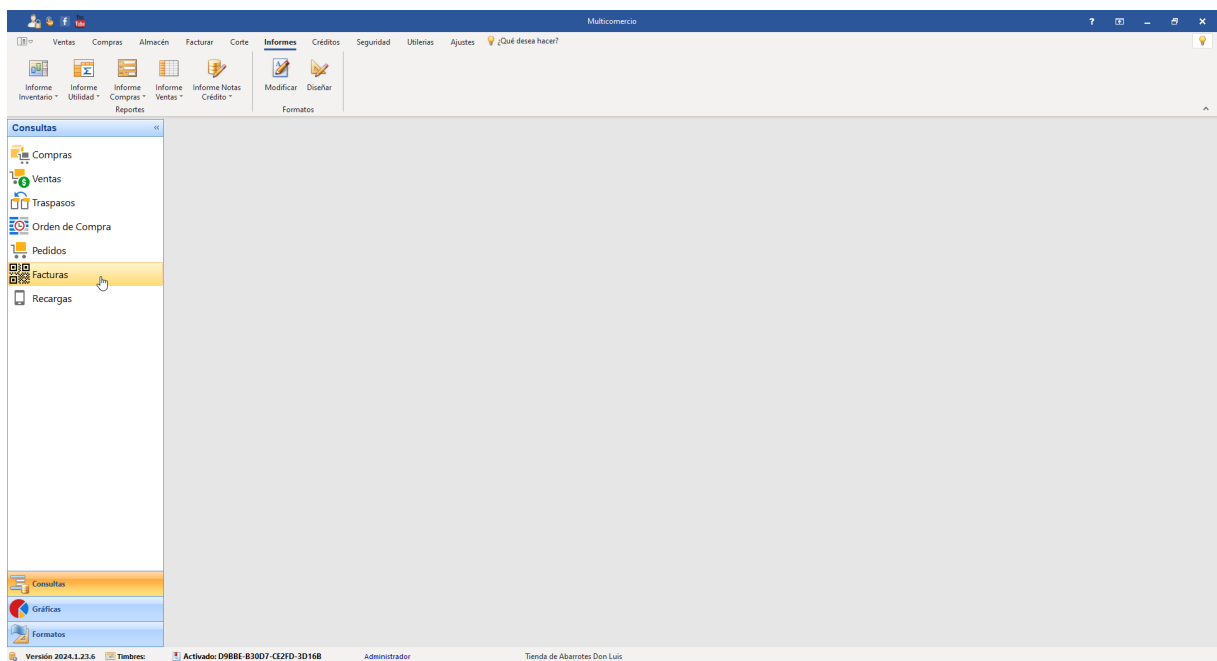 Multicomercio
Ventas Compras Almacén Facturar Corte Informes Créditos Seguridad Utilerias Ajustes ¿Qué desea hacer?
Informe Inventario
Informe Utilidad
Informe Compras
Informe Ventas
Informe Notas Crédito
Modificar
Diseñar
Reportes
Formatos
Consultas
Compras
Ventas
Traspasos
Orden de Compra
Pedidos
Facturas
Recargas
Consultas
Gráficas
Formatos
Versión 2024.1.23.6 Timbres: Activado: D9BBE-B30D7-CE2FD-3D16B Administrador Tienda de Abarrotes Don Luis